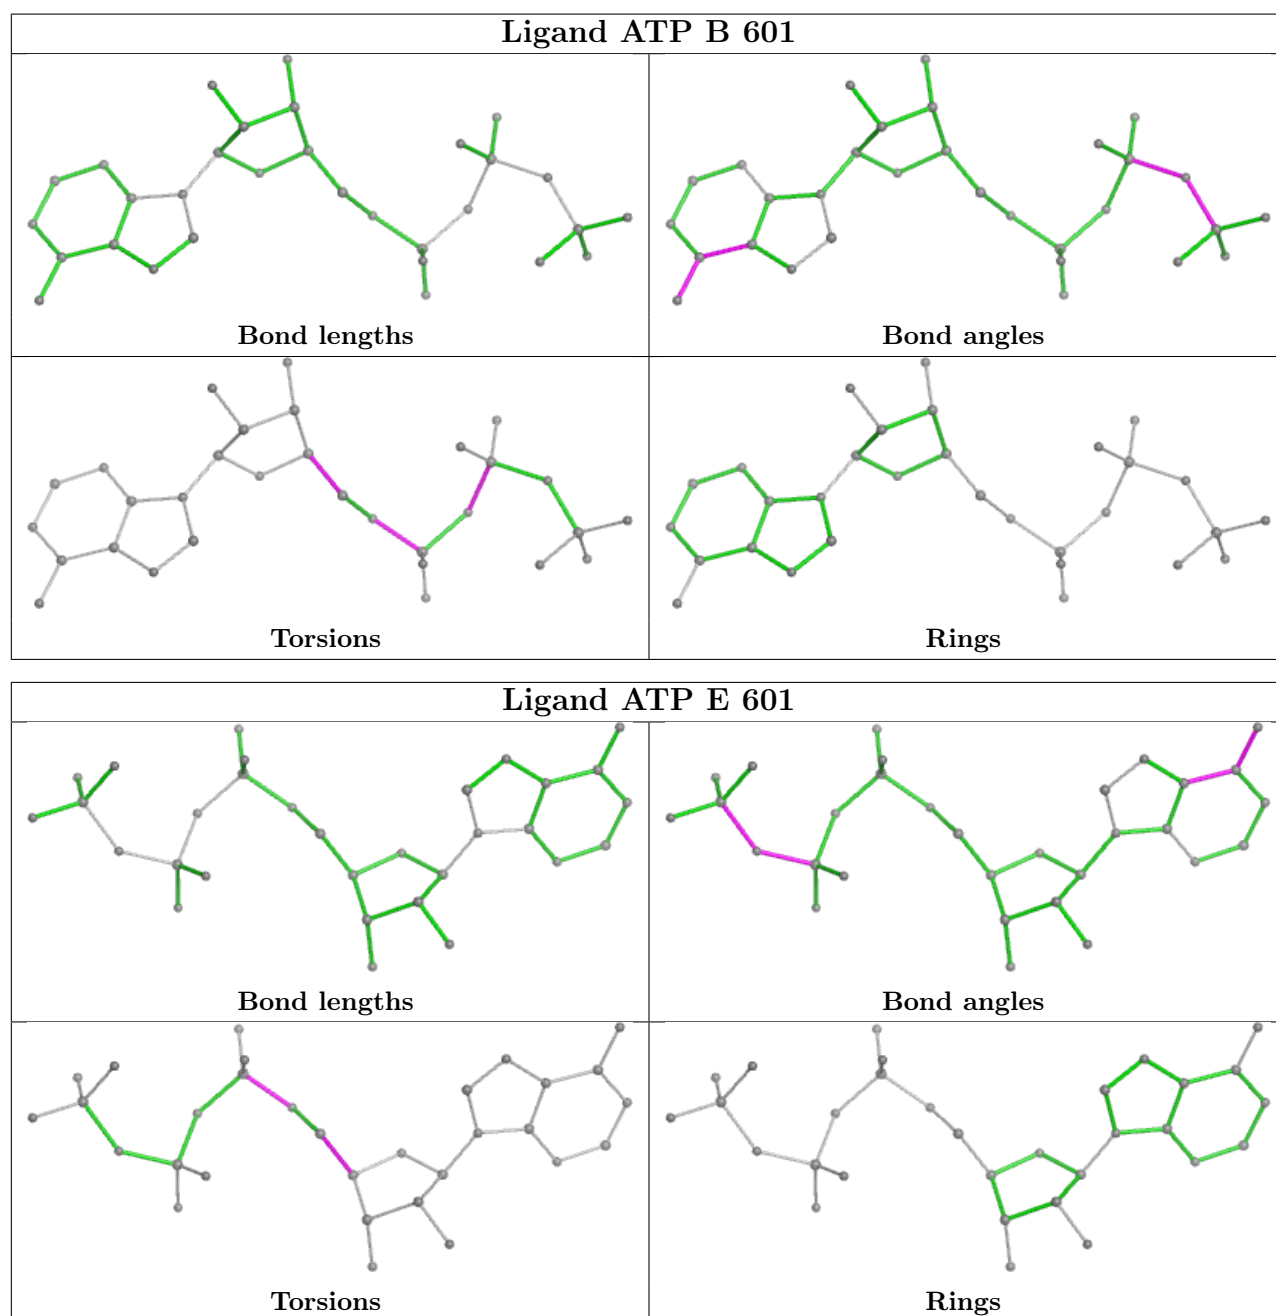 Ligand ATP B 601
Bond lengths
Bond angles
Torsions
Rings
Ligand ATP E 601
Bond lengths
Bond angles
Torsions
Rings